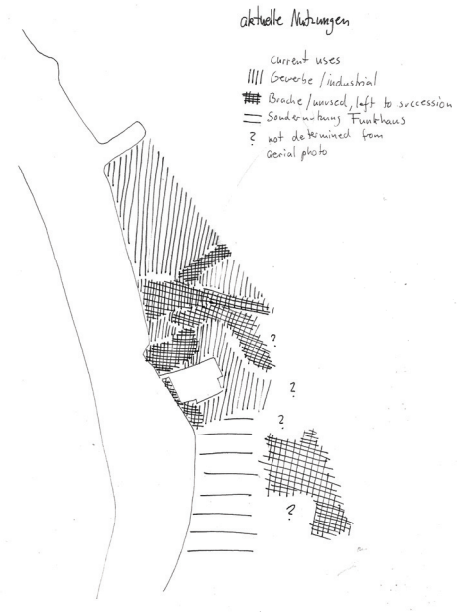 aktuelle Nutzungen
current uses
Gewerbe/industrial
Brache/unused, left to succession
Sondernutzung Funkhaus
? not determined from
aerial photo
?
?
?
?